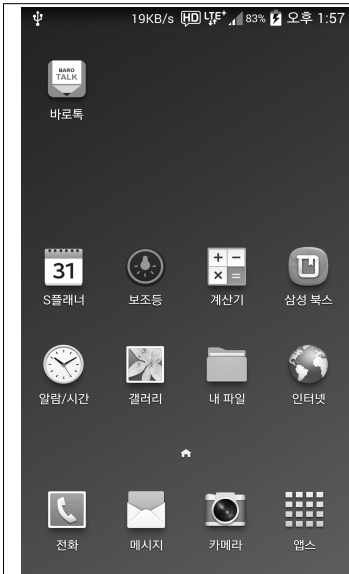 19KB/s HD LTE+ 83% 오후 1:57
BARO
TALK
바로톡
31
S플래너 보조등 계산기 삼성 북스
알람/시간 갤러리 내 파일 인터넷
전화 메시지 카메라 앱스